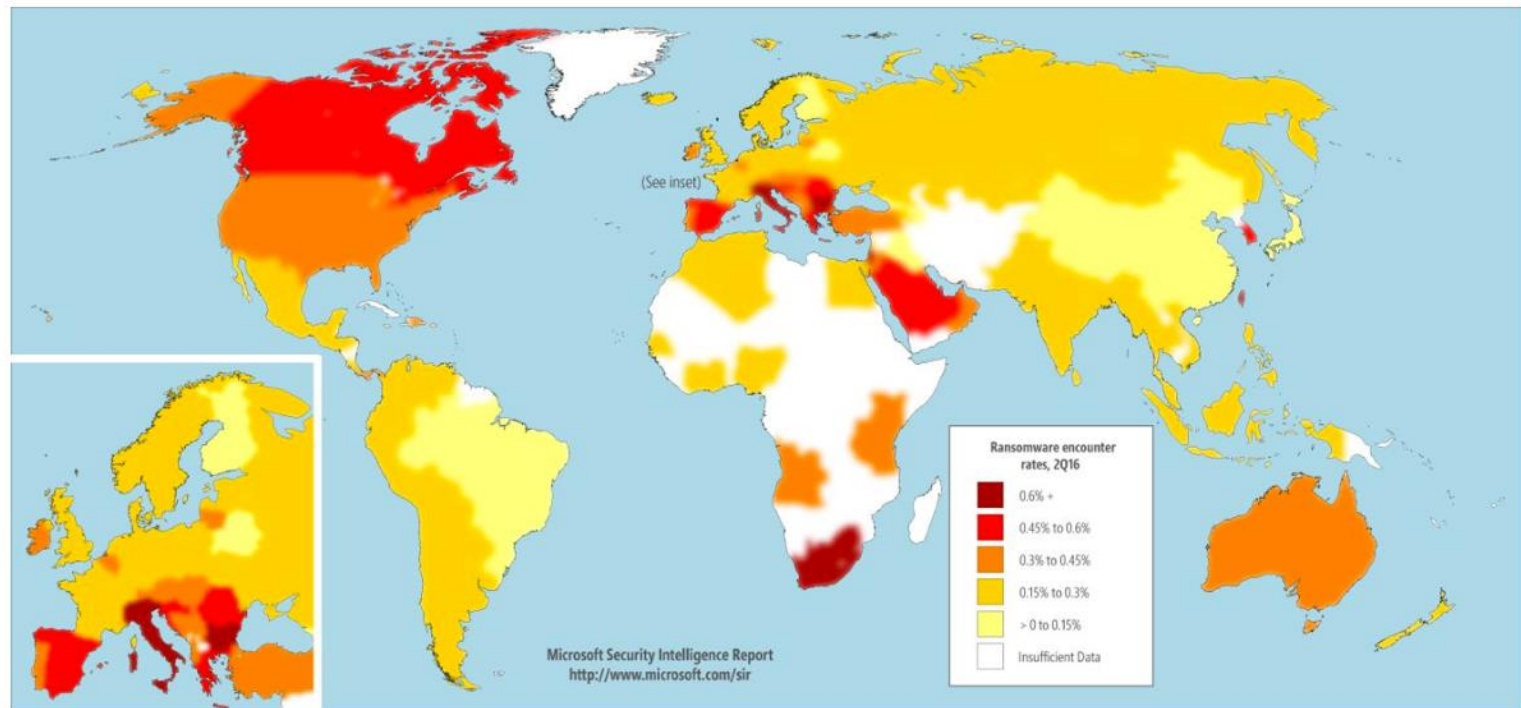 (See inset)
Ransomware encounter
rates, 2Q16
0.6% +
0.45% to 0.6%
0.3% to 0.45%
0.15% to 0.3%
> 0 to 0.15%
Insufficient Data
Microsoft Security Intelligence Report
http://www.microsoft.com/sir